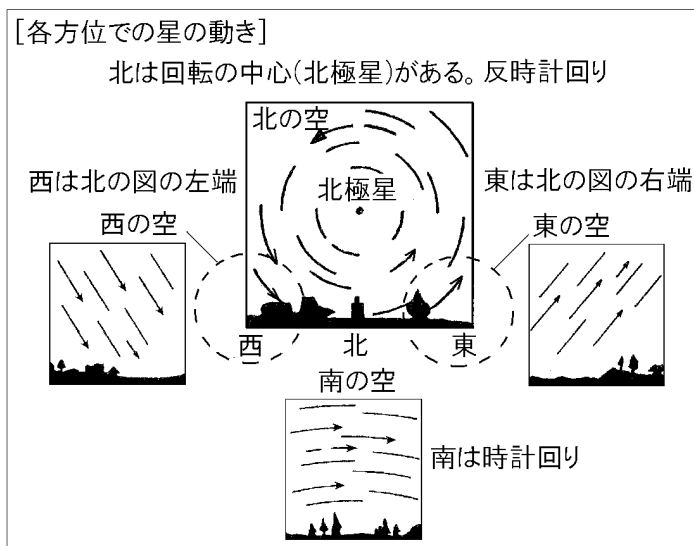 [各方位での星の動き]
北は回転の中心(北極星)がある。反時計回り
北の空
西は北の図の左端
北極星
東は北の図の右端
西の空
東の空
西
北
東
南の空
南は時計回り